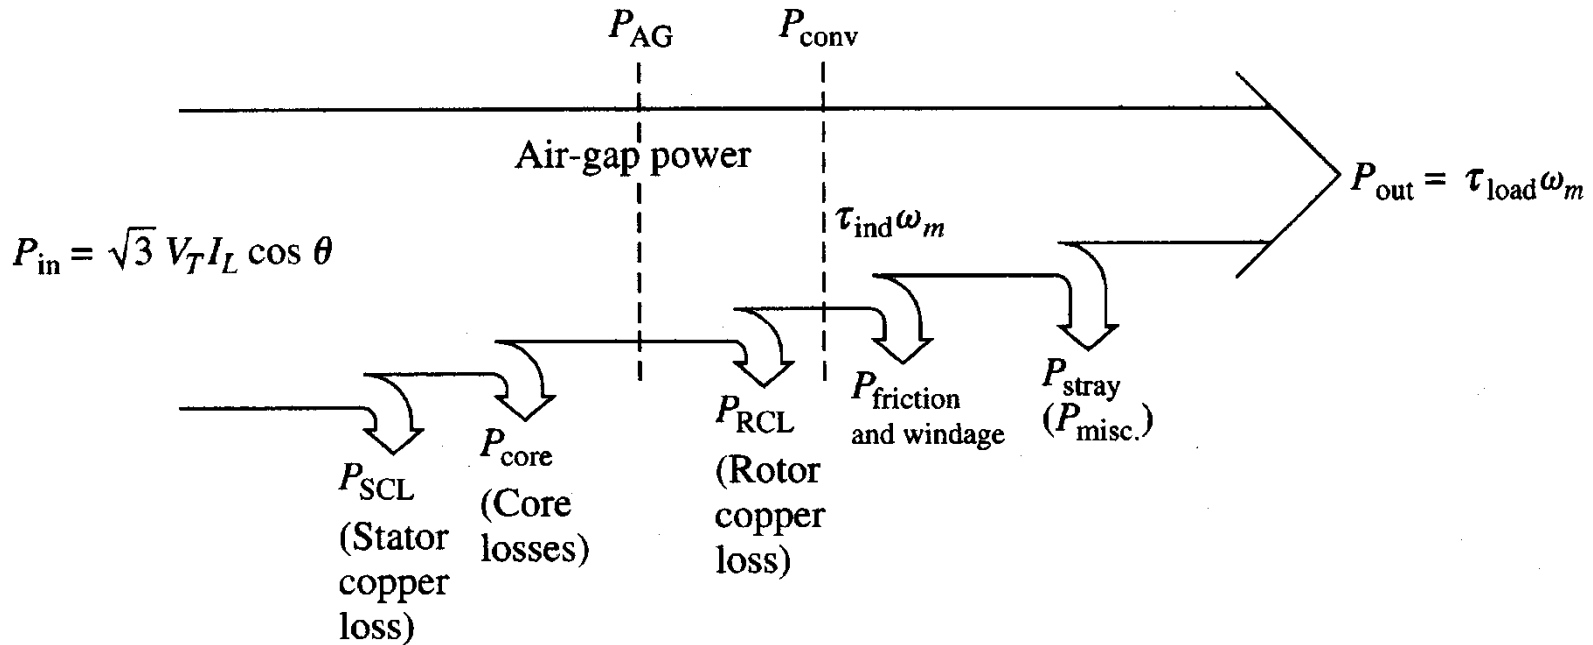 P_AG
P_conv
Air-gap power
P_out = τ_load ω_m
τ_ind ω_m
P_in = √3 V_T I_L cos θ
P_SCL
(Stator
copper
loss)
P_core
(Core
losses)
P_RCL
(Rotor
copper
loss)
P_friction
and windage
P_stray
(P_misc.)